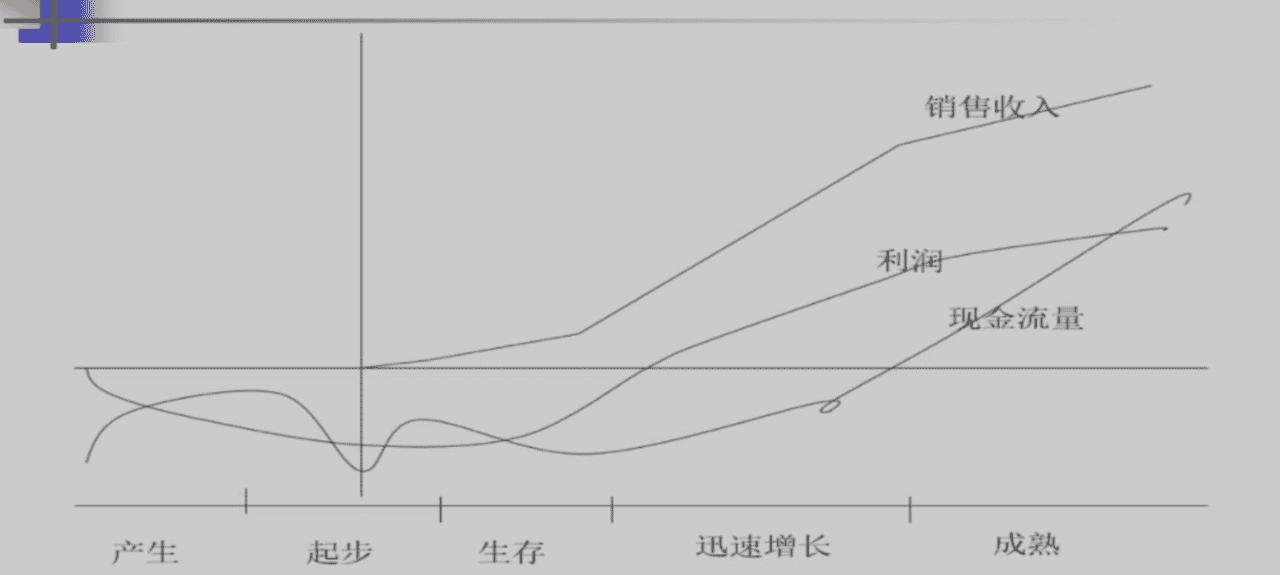 销售收入
利润
现金流量
产生 起步 生存 迅速增长 成熟